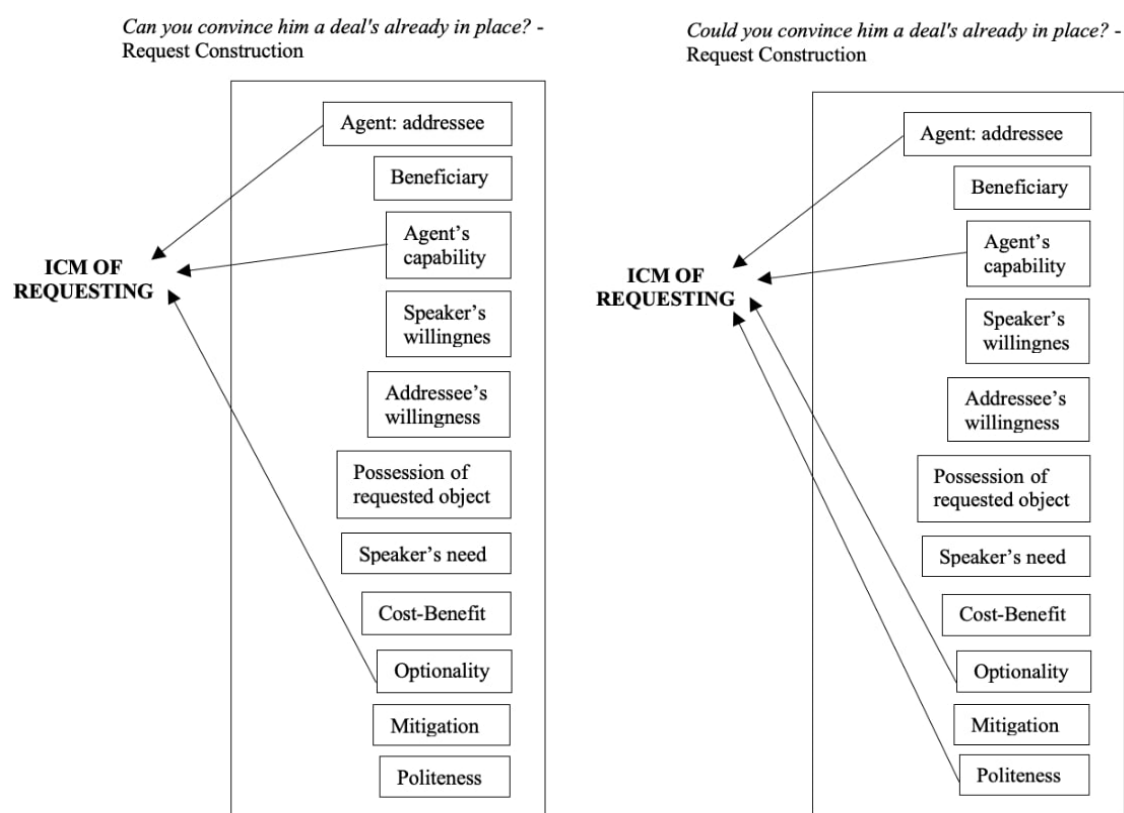 Can you convince him a deal's already in place? -
Request Construction
Agent: addressee
Beneficiary
Agent's
capability
ICM OF
REQUESTING
Speaker's
willingnes
Addressee's
willingness
Possession of
requested object
Speaker's need
Cost-Benefit
Optionality
Mitigation
Politeness
Could you convince him a deal's already in place? -
Request Construction
Agent: addressee
Beneficiary
Agent's
capability
ICM OF
REQUESTING
Speaker's
willingnes
Addressee's
willingness
Possession of
requested object
Speaker's need
Cost-Benefit
Optionality
Mitigation
Politeness